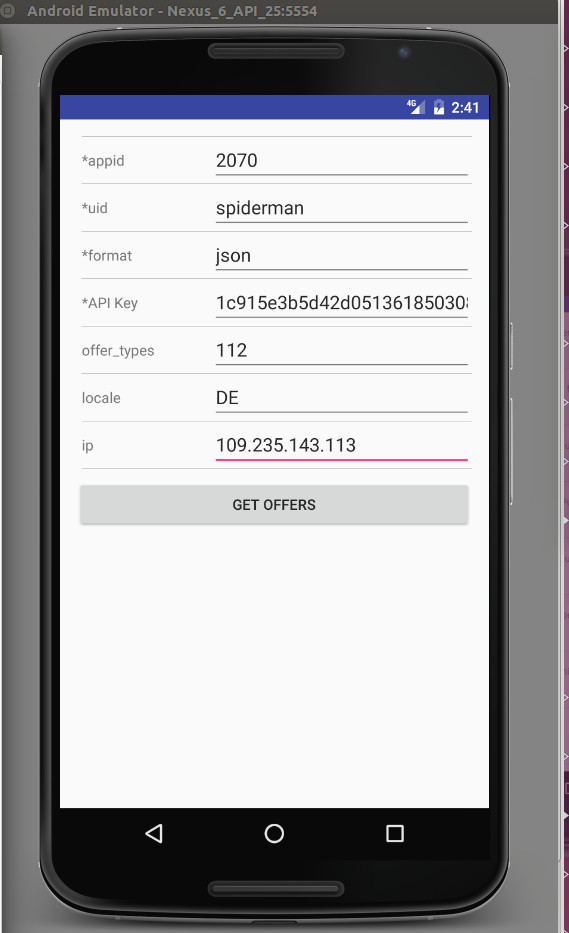 Android Emulator - Nexus_6_API_25:5554
4G 2:41
*appid 2070
*uid spiderman
*format json
*API Key 1c915e3b5d42d05136185030
offer_types 112
locale DE
ip 109.235.143.113
GET OFFERS